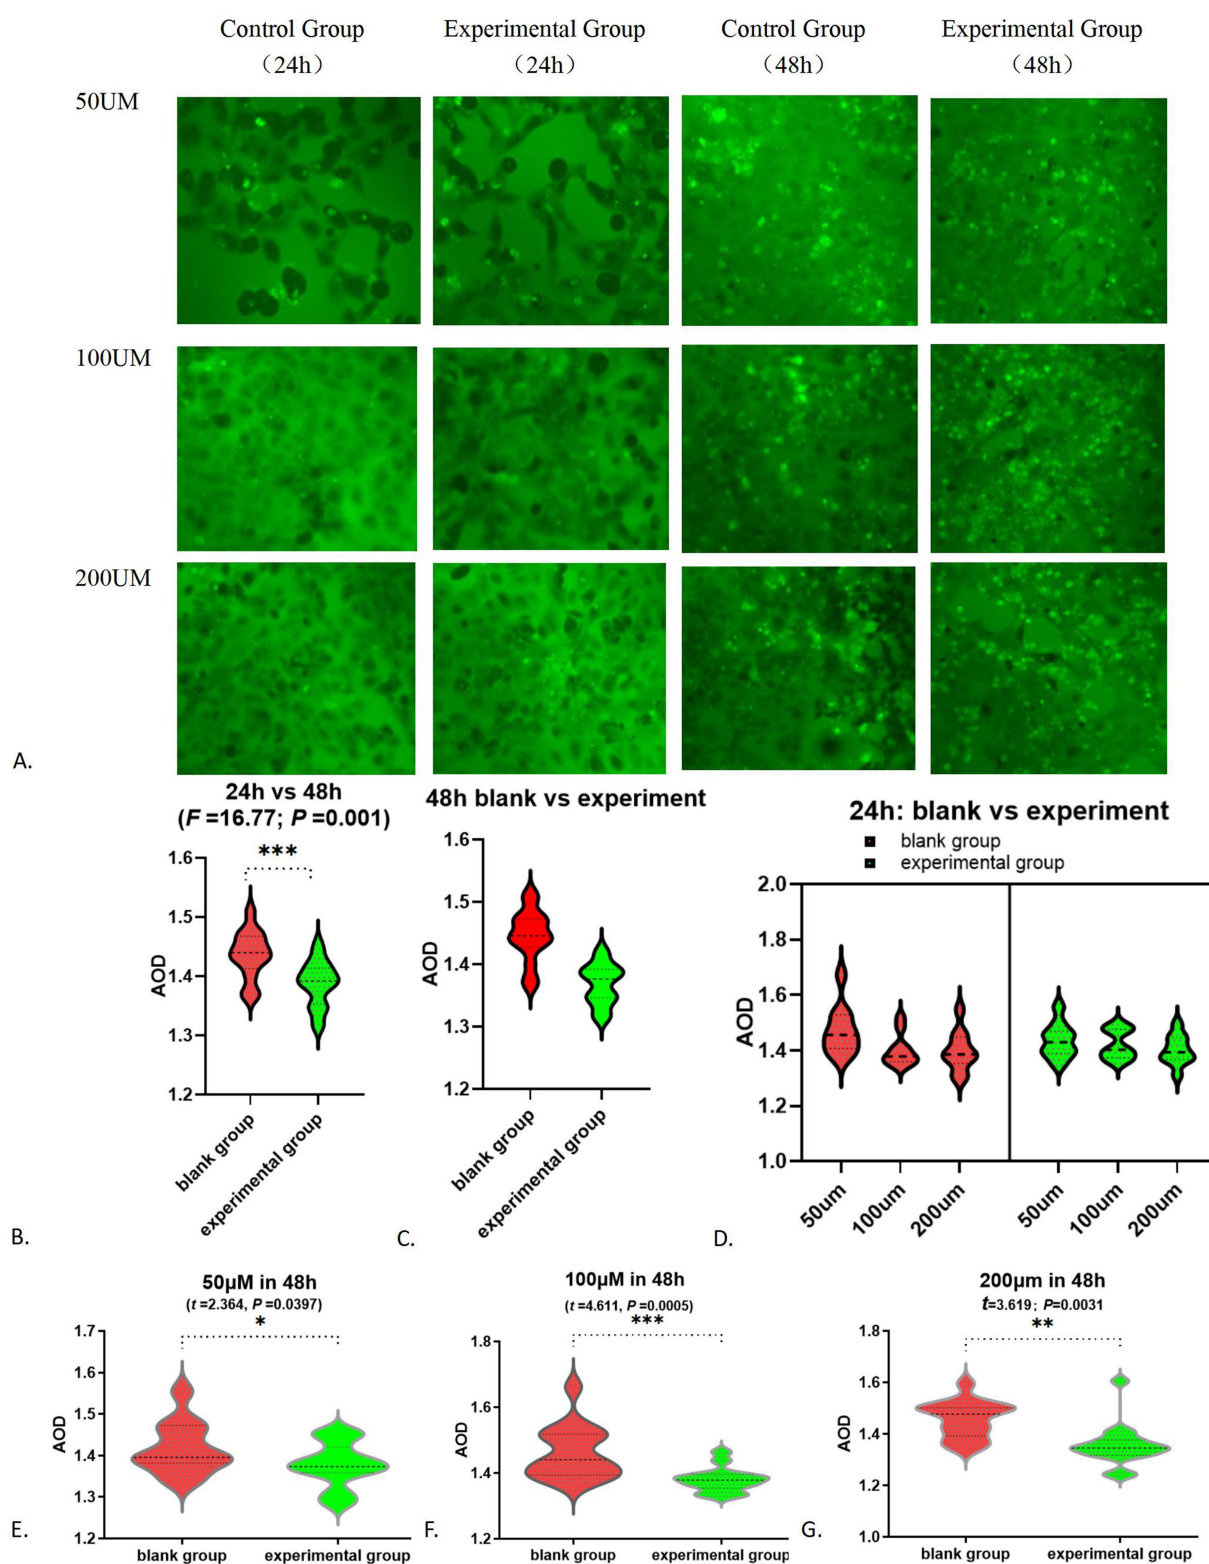 Control Group Experimental Group Control Group Experimental Group
（24h） （24h） （48h） （48h）
50UM
100UM
200UM
A.
24h vs 48h
(F =16.77; P =0.001)
***
AOD
1.6
1.5
1.4
1.3
1.2
blank group
experimental group
B.
48h blank vs experiment
AOD
1.6
1.5
1.4
1.3
1.2
blank group
experimental group
C.
24h: blank vs experiment
blank group
experimental group
AOD
2.0
1.8
1.6
1.4
1.2
1.0
50um 100um 200um 50um 100um 200um
D.
50μM in 48h
(t =2.364, P =0.0397)
*
AOD
1.7
1.6
1.5
1.4
1.3
1.2
blank group experimental group
E.
100μM in 48h
(t =4.611, P =0.0005)
***
AOD
1.8
1.6
1.4
1.2
blank group experimental group
F.
200μm in 48h
t=3.619; P=0.0031
**
AOD
1.8
1.6
1.4
1.2
1.0
blank group experimental group
G.